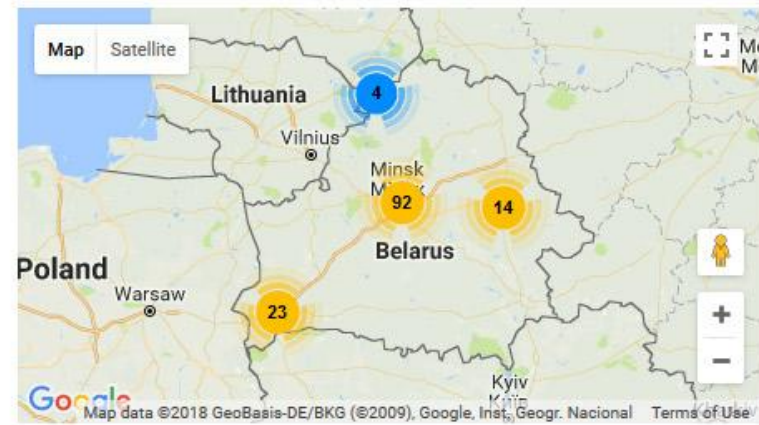 Map Satellite
Lithuania
4
Vilnius
Minsk
92
14
Belarus
Poland
Warsaw
23
+
−
Kyiv
Google
Map data ©2018 GeoBasis-DE/BKG (©2009), Google, Inst. Geogr. Nacional Terms of Use